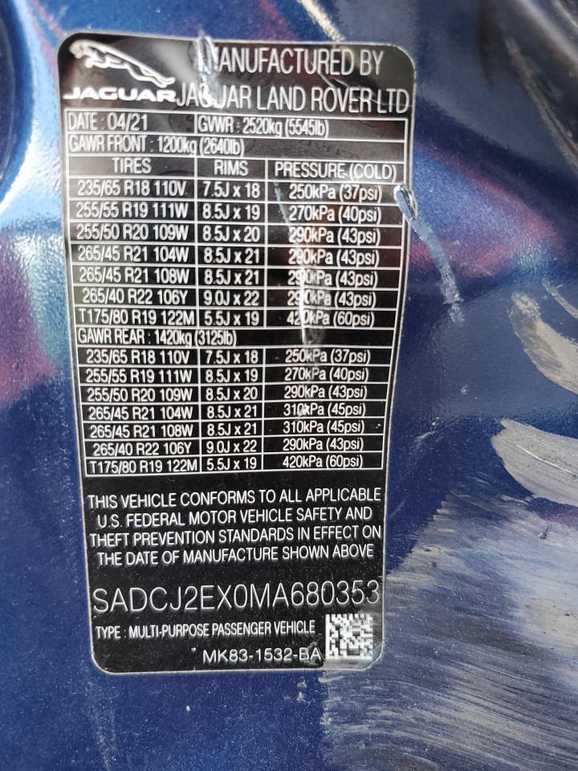 MANUFACTURED BY
JAGUAR JAGUAR LAND ROVER LTD
DATE: 04/21 GVWR: 2520kg (5545lb)
GAWR FRONT: 1200kg (2640lb)
TIRES RIMS PRESSURE (COLD)
235/65 R18 110V 7.5J x 18 250kPa (37psi)
255/55 R19 111W 8.5J x 19 270kPa (40psi)
255/50 R20 109W 8.5J x 20 290kPa (43psi)
265/45 R21 104W 8.5J x 21 290kPa (43psi)
265/45 R21 108W 8.5J x 21 290kPa (43psi)
265/40 R22 106Y 9.0J x 22 290kPa (43psi)
T175/80 R19 122M 5.5J x 19 420kPa (60psi)
GAWR REAR: 1420kg (3125lb)
235/65 R18 110V 7.5J x 18 250kPa (37psi)
255/55 R19 111W 8.5J x 19 270kPa (40psi)
255/50 R20 109W 8.5J x 20 290kPa (43psi)
265/45 R21 104W 8.5J x 21 310kPa (45psi)
265/45 R21 108W 8.5J x 21 310kPa (45psi)
265/40 R22 106Y 9.0J x 22 290kPa (43psi)
T175/80 R19 122M 5.5J x 19 420kPa (60psi)
THIS VEHICLE CONFORMS TO ALL APPLICABLE
U.S. FEDERAL MOTOR VEHICLE SAFETY AND
THEFT PREVENTION STANDARDS IN EFFECT ON
THE DATE OF MANUFACTURE SHOWN ABOVE
SADCJ2EX0MA680353
TYPE : MULTI-PURPOSE PASSENGER VEHICLE
MK83-1532-BA